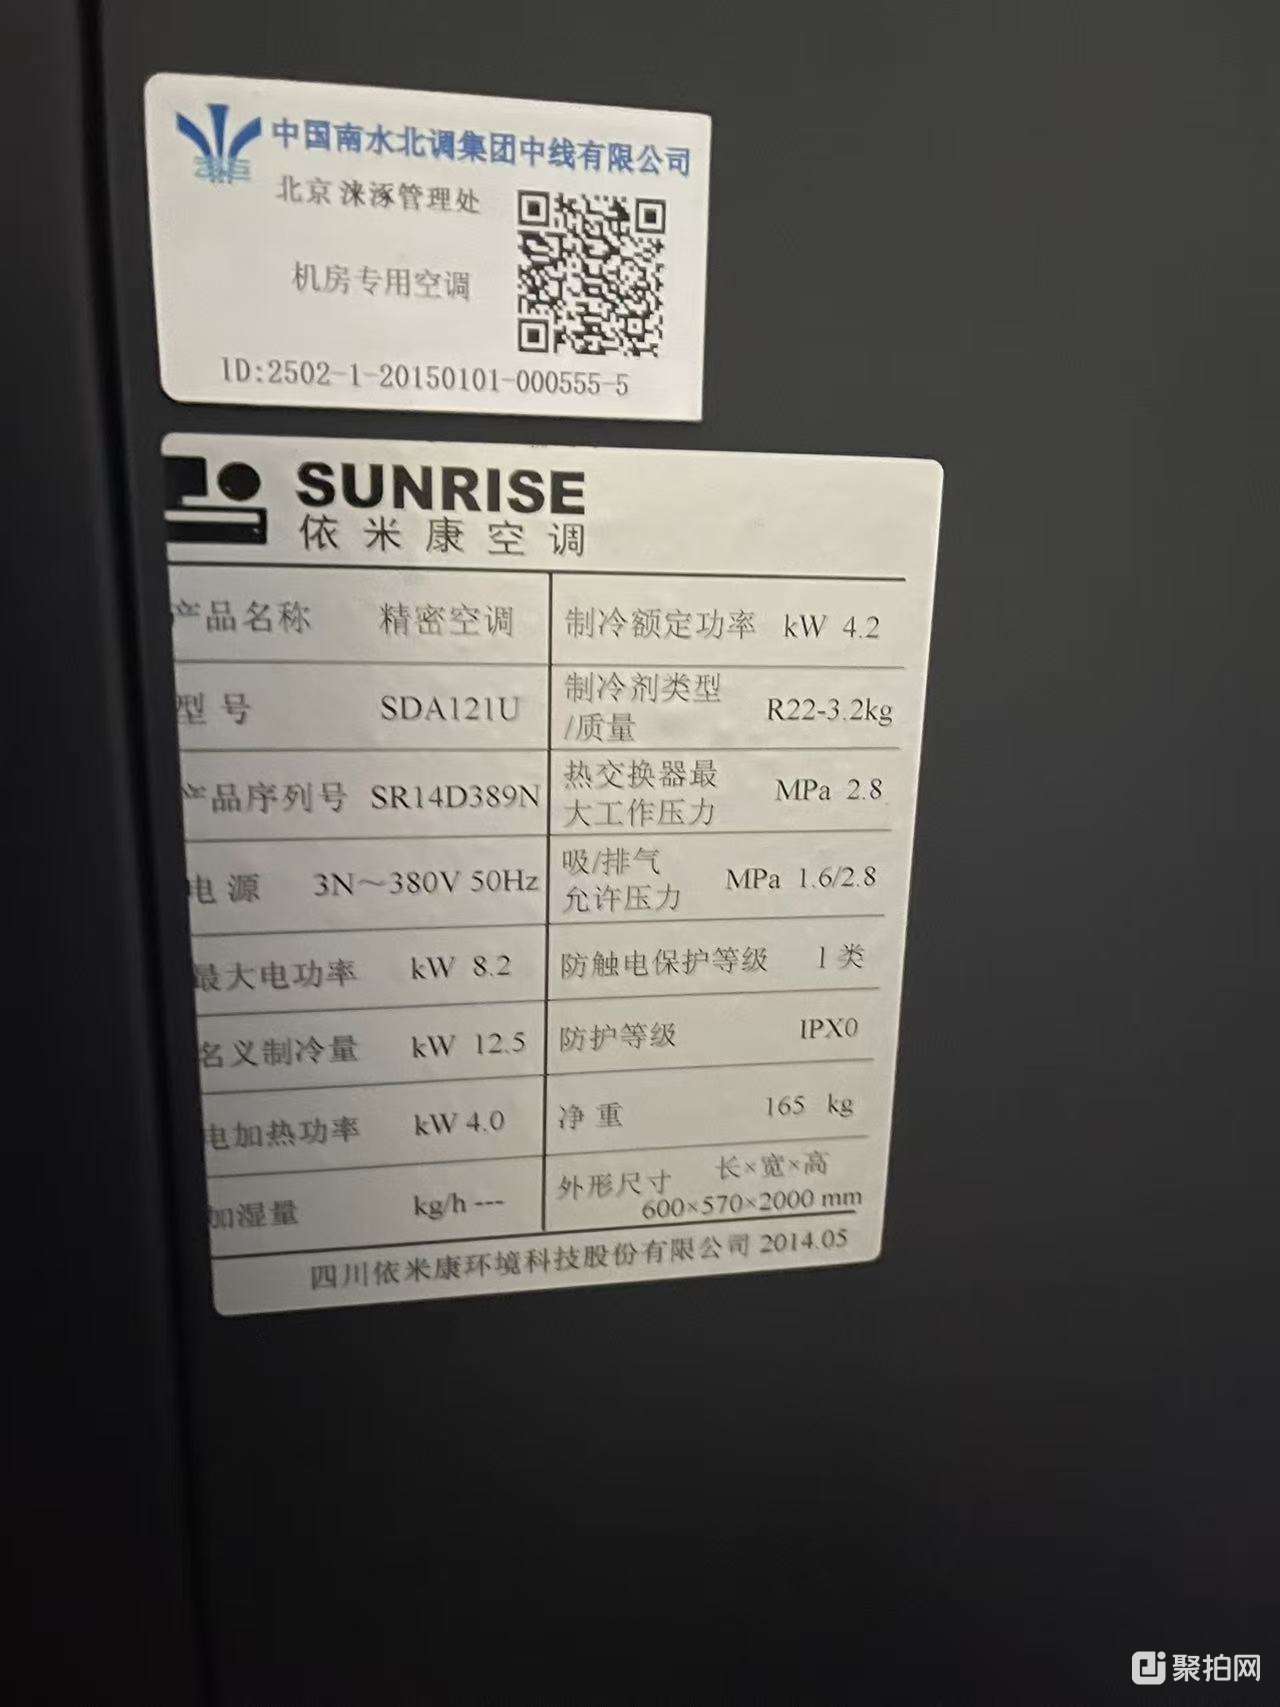 中国南水北调集团中线有限公司
北京 涞涿管理处
机房专用空调
ID:2502-1-20150101-000555-5
SUNRISE
依米康空调
产品名称 精密空调
制冷额定功率 kW 4.2
型号 SDA121U
制冷剂类型
/质量 R22-3.2kg
产品序列号 SR14D389N
热交换器最
大工作压力 MPa 2.8
电源 3N～380V 50Hz
吸/排气
允许压力 MPa 1.6/2.8
最大电功率 kW 8.2
防触电保护等级 I 类
名义制冷量 kW 12.5
防护等级 IPX0
电加热功率 kW 4.0
净重 165 kg
加湿量 kg/h ---
外形尺寸 长×宽×高
600×570×2000 mm
四川依米康环境科技股份有限公司 2014.05
聚拍网